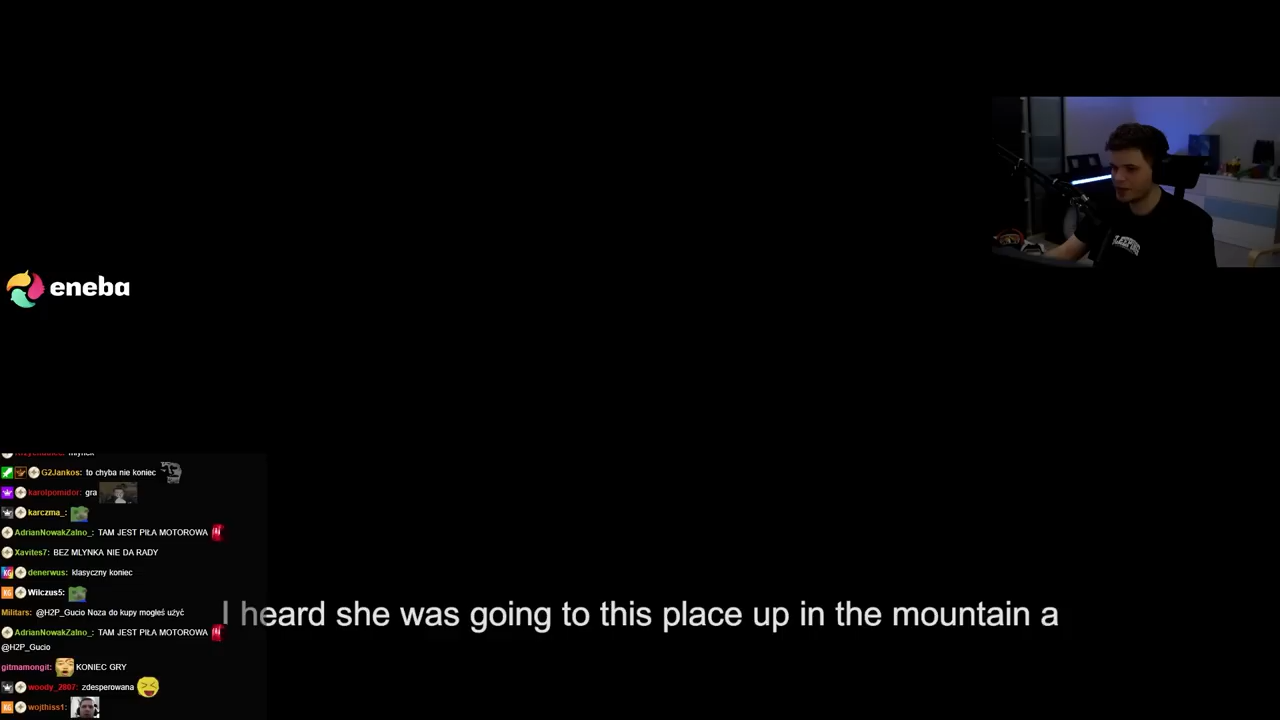 eneba
G2Jankos: to chyba nie koniec
karolpomidor: gra
karczma_:
AdrianNowakZalno_: TAM JEST PIŁA MOTOROWA
Xavites7: BEZ MLYNKA NIE DA RADY
denerwus: klasyczny koniec
Wilczus5:
Militars: @H2P_Gucio Noza do kupy mogłeś użyć
AdrianNowakZalno_: TAM JEST PIŁA MOTOROWA
@H2P_Gucio
gitmamongit: KONIEC GRY
woody_2807: zdesperowana
wojthiss1:
I heard she was going to this place up in the mountain a